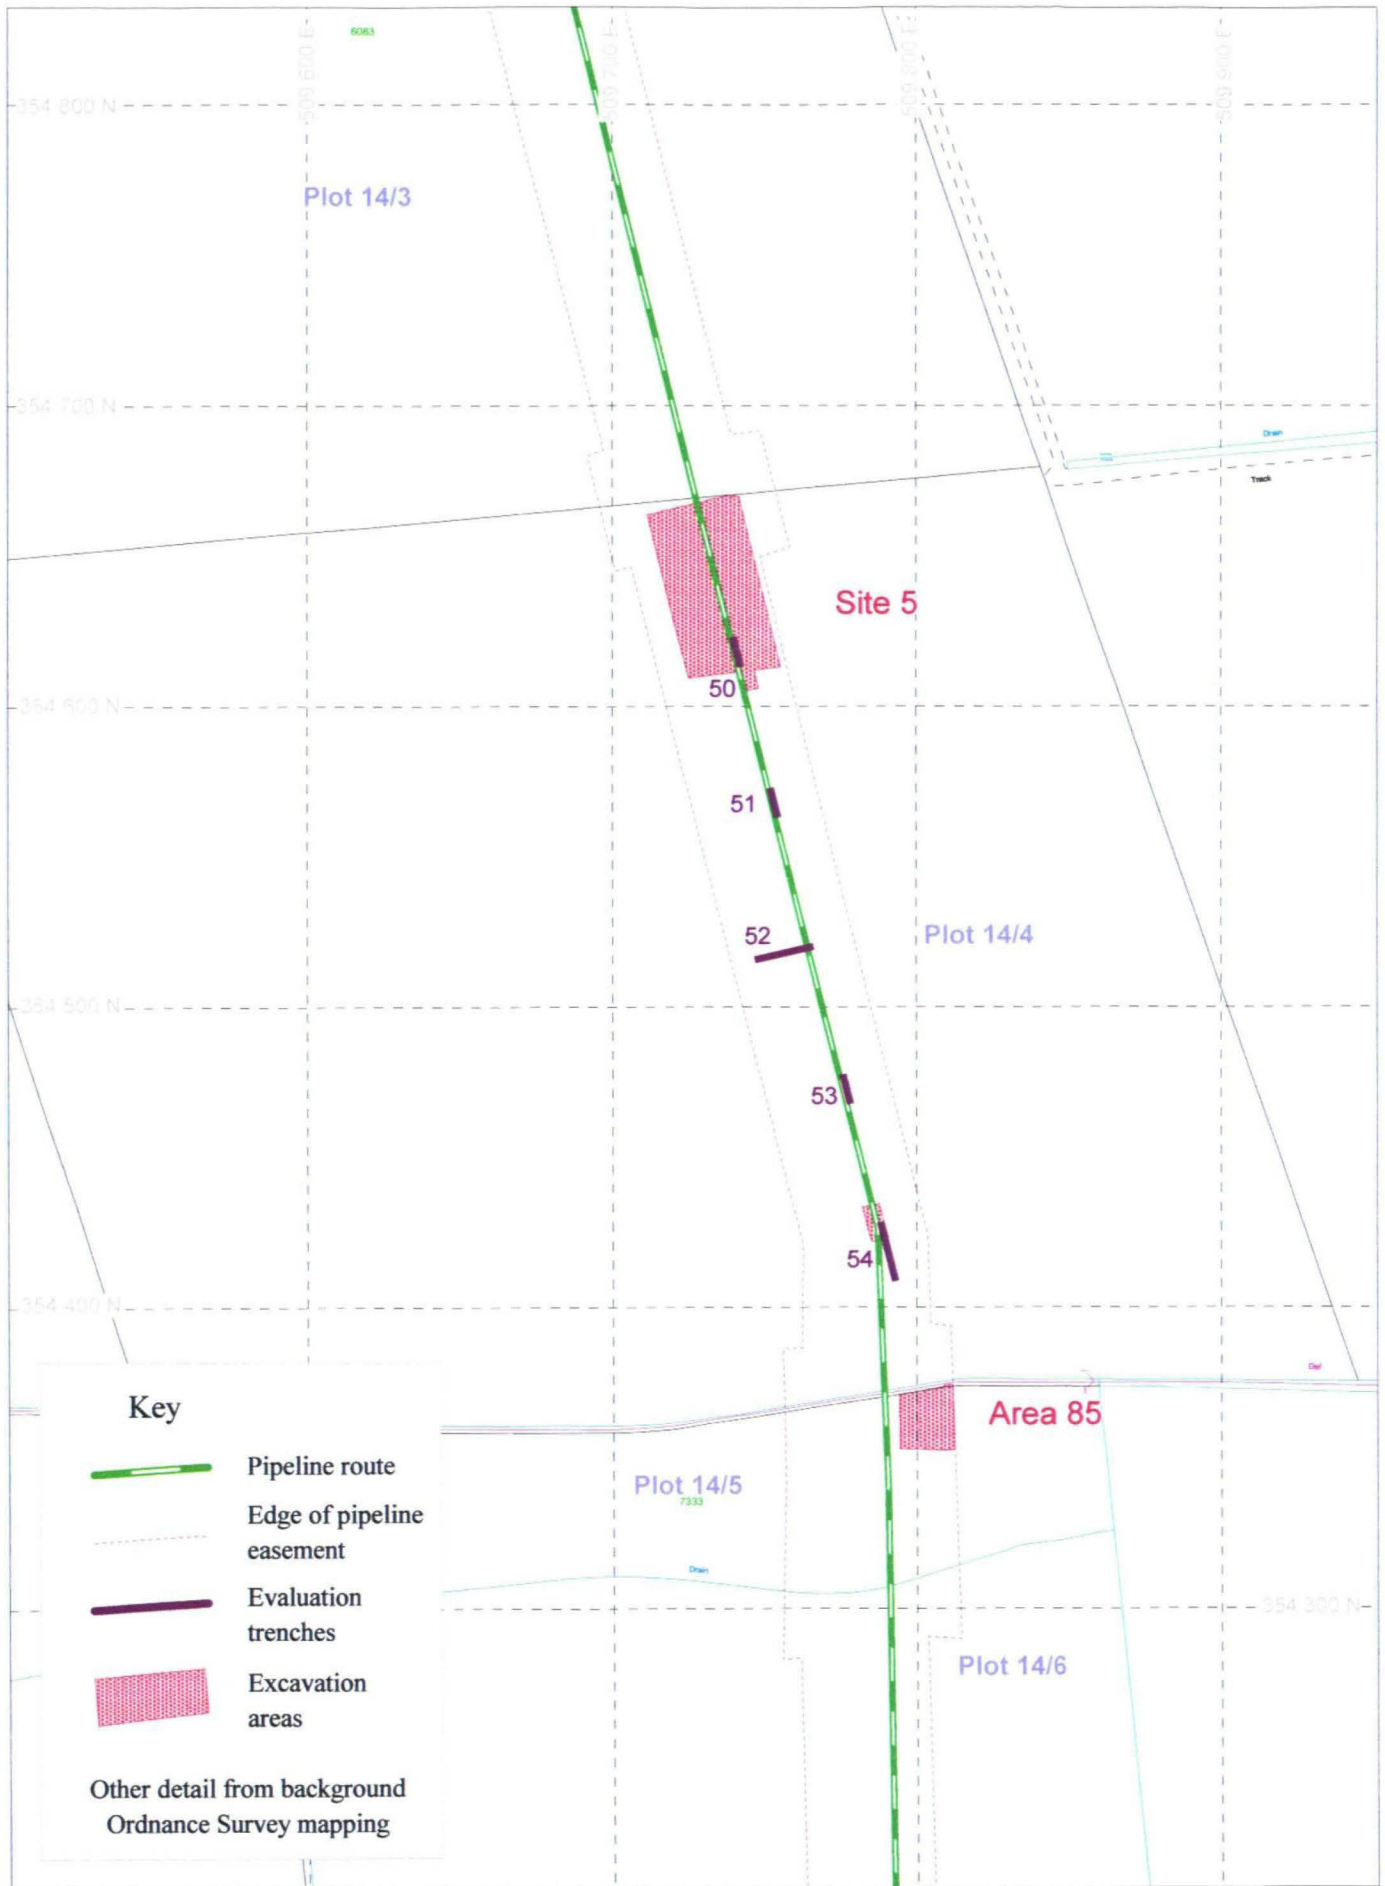 6083
509 600 E
509 700 E
509 800 E
509 900 E
354 800 N
Plot 14/3
354 700 N
Drain
Track
Site 5
50
354 600 N
51
52
Plot 14/4
354 500 N
53
54
354 400 N
Def
Area 85
Plot 14/5
7333
Drain
354 300 N
Plot 14/6
Key
Pipeline route
Edge of pipeline
easement
Evaluation
trenches
Excavation
areas
Other detail from background
Ordnance Survey mapping